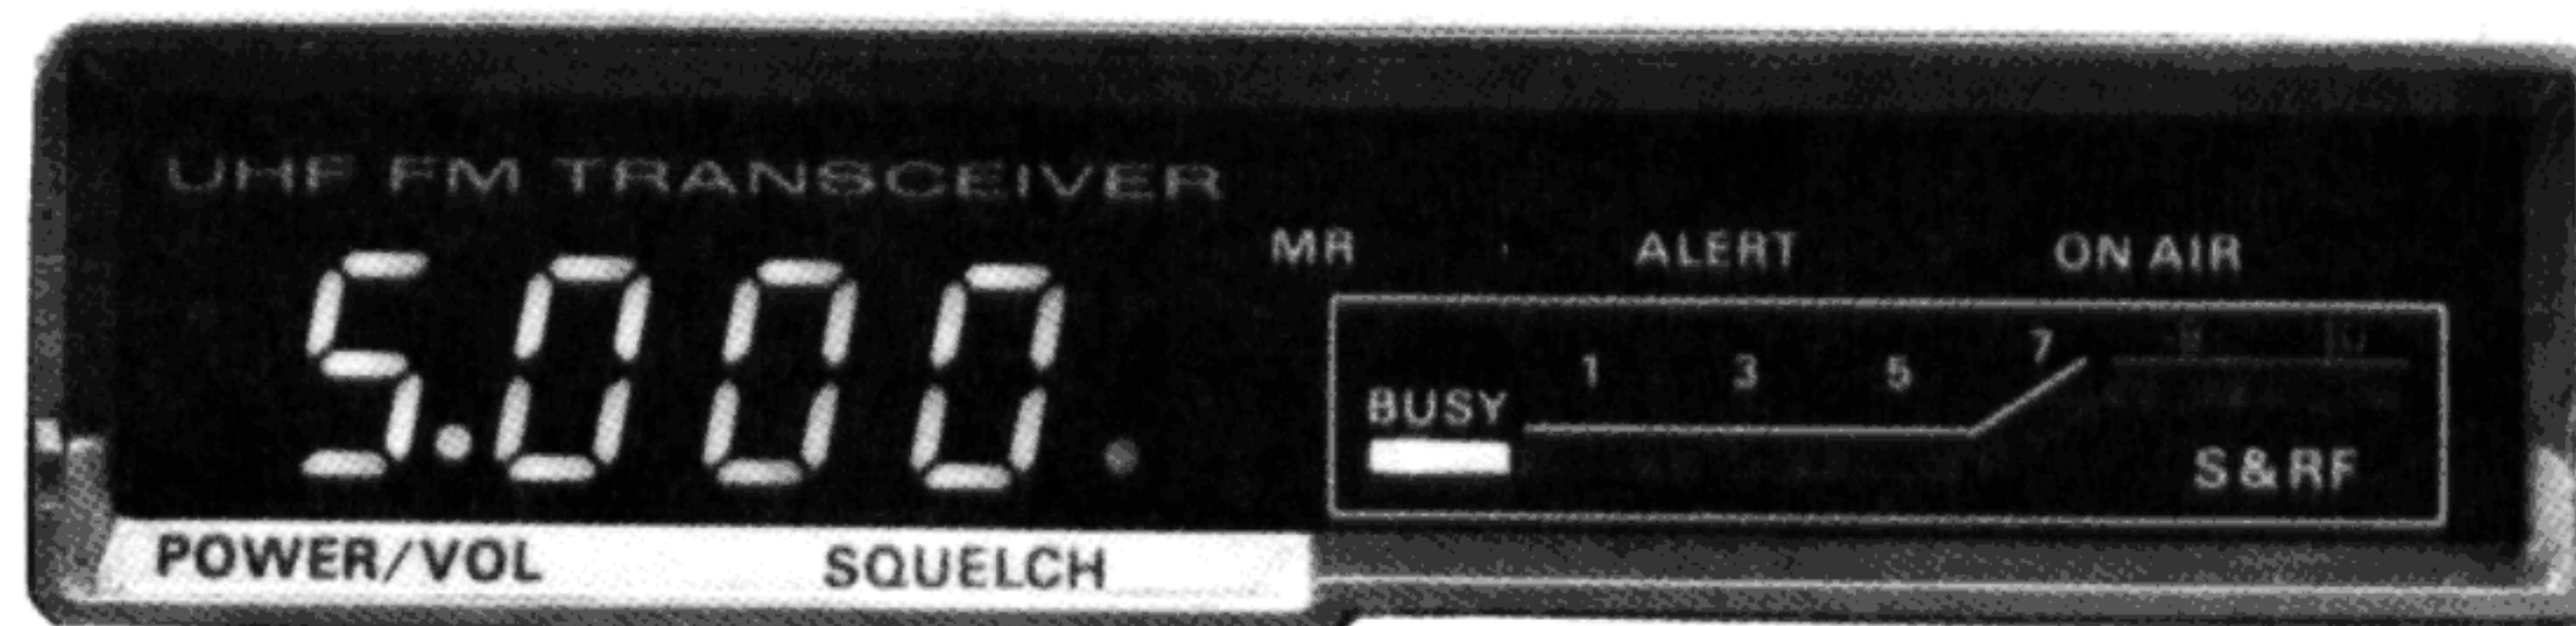 UHF FM TRANSCEIVER
MR ALERT ON AIR
5.000.
1 3 5 7
BUSY
S&RF
POWER/VOL SQUELCH